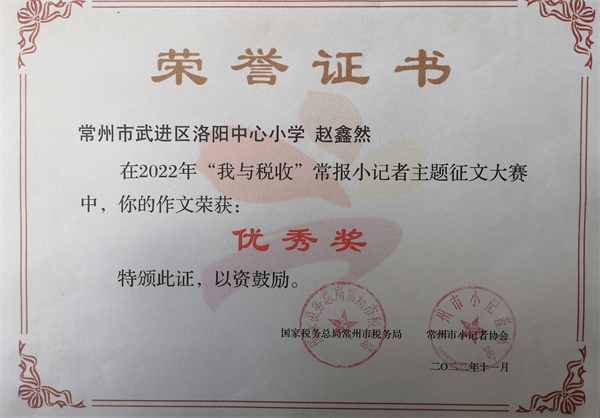 荣誉证书
常州市武进区洛阳中心小学 赵鑫然
在2022年“我与税收”常报小记者主题征文大赛
中，你的作文荣获：
优秀奖
特颁此证，以资鼓励。
国家税务总局常州市税务局 常州市小记者协会
二〇二二年十一月